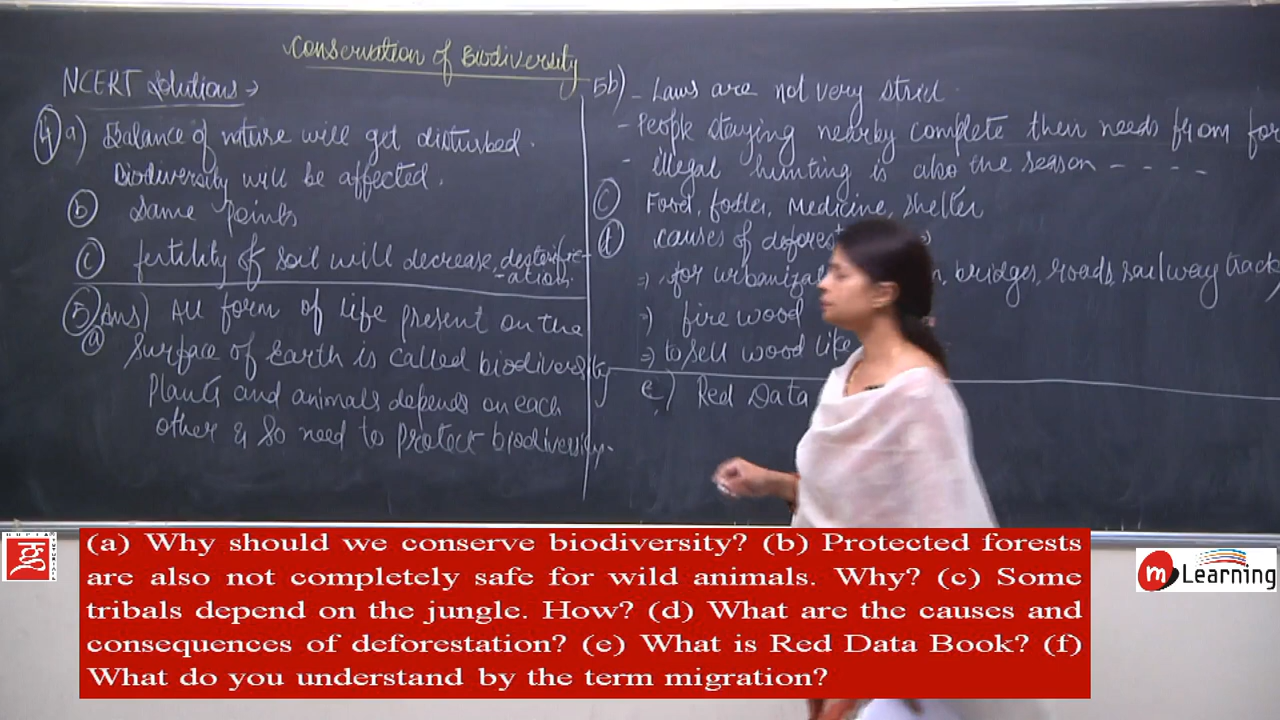 Conservation of Biodiversity
NCERT Solutions →
4 a) Balance of nature will get disturbed.
Biodiversity will be affected.
b Same points
c fertility of soil will decrease, desertific-
-ation
5 Ans) All form of life present on the
a surface of Earth is called biodiversity
Plants and animals depends on each
other & so need to protect biodiversity.
5b) - Laws are not very strict.
- People staying nearby complete their needs from for
- illegal hunting is also the reason - - - -
c Food, fodder, medicine, shelter
d causes of deforest
⇒ for urbaniza bridges, roads, railway track
⇒ fire wood
⇒ to sell wood like
e) Red Data
(a) Why should we conserve biodiversity? (b) Protected forests
are also not completely safe for wild animals. Why? (c) Some
tribals depend on the jungle. How? (d) What are the causes and
consequences of deforestation? (e) What is Red Data Book? (f)
What do you understand by the term migration?
GUPTA
TUTORIALS
m Learning